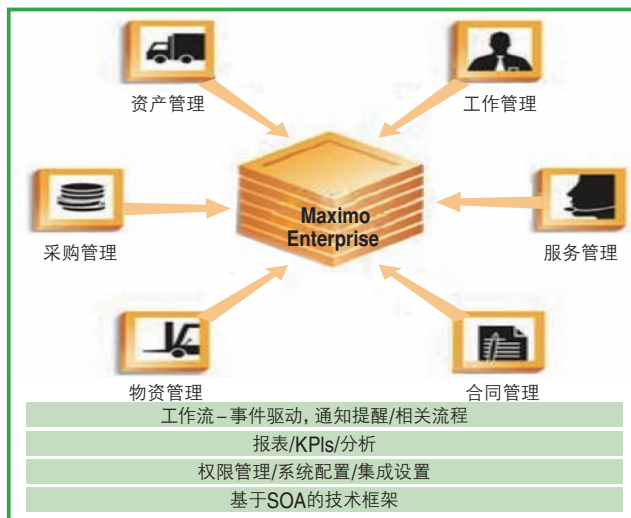 资产管理
工作管理
Maximo
Enterprise
采购管理
服务管理
物资管理
合同管理
工作流–事件驱动, 通知提醒/相关流程
报表/KPIs/分析
权限管理/系统配置/集成设置
基于SOA的技术框架